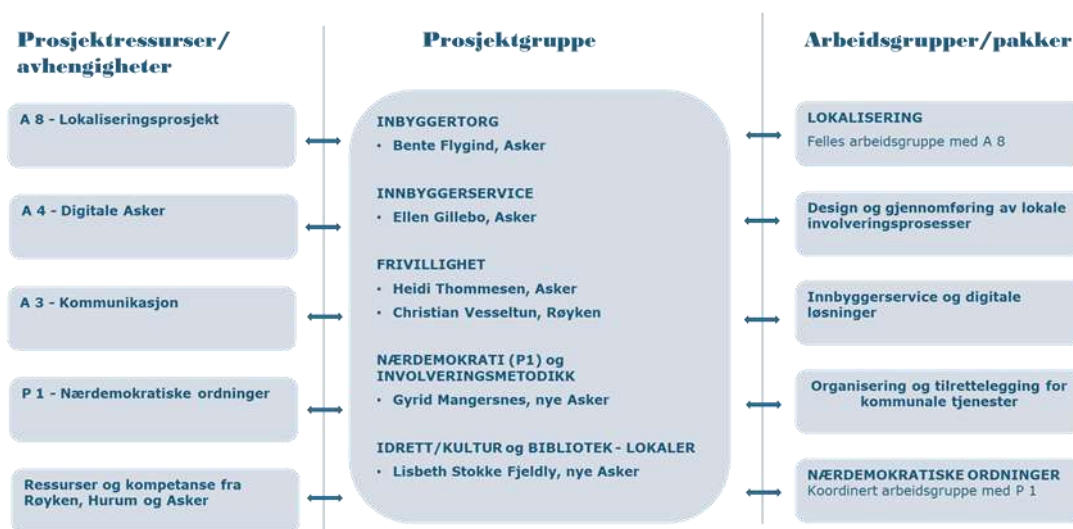 Prosjektressurser/
avhengigheter
A 8 - Lokaliseringsprosjekt
A 4 - Digitale Asker
A 3 - Kommunikasjon
P 1 - Nærdemokratiske ordninger
Ressurser og kompetanse fra
Røyken, Hurum og Asker
Prosjektgruppe
INBYGGERTORG
• Bente Flygind, Asker
INNBYGGERSERVICE
• Ellen Gillebo, Asker
FRIVILLIGHET
• Heidi Thommesen, Asker
• Christian Vesseltun, Røyken
NÆRDEMOKRATI (P1) og
INVOLVERINGSMETODIKK
• Gyrid Mangersnes, nye Asker
IDRETT/KULTUR og BIBLIOTEK - LOKALER
• Lisbeth Stokke Fjeldly, nye Asker
Arbeidsgrupper/pakker
LOKALISERING
Felles arbeidsgruppe med A 8
Design og gjennomføring av lokale
involveringsprosesser
Innbyggerservice og digitale
løsninger
Organisering og tilrettelegging for
kommunale tjenester
NÆRDEMOKRATISKE ORDNINGER
Koordinert arbeidsgruppe med P 1